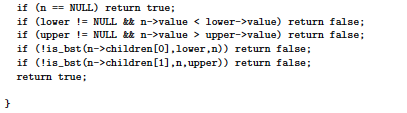 if (n == NULL) return true;
if (lower != NULL && n->value < lower->value) return false;
if (upper != NULL && n->value > upper->value) return false;
if (!is_bst(n->children[0],lower,n)) return false;
if (!is_bst(n->children[1],n,upper)) return false;
return true;
}